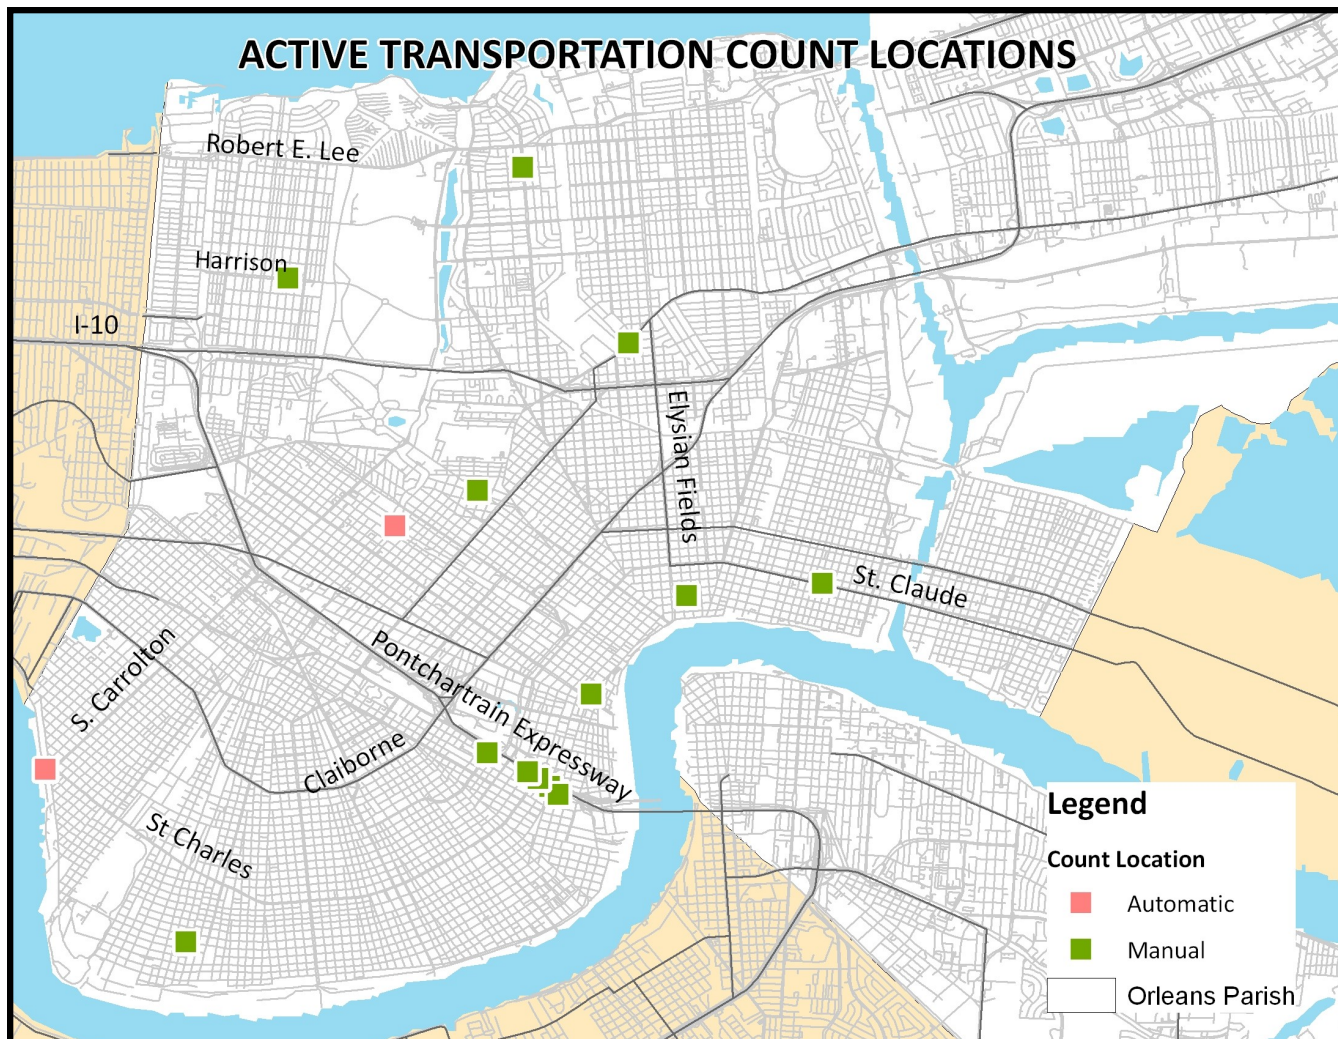 ACTIVE TRANSPORTATION COUNT LOCATIONS
Robert E. Lee
Harrison
I-10
Elysian Fields
St. Claude
S. Carrolton
Pontchartrain Expressway
Claiborne
St Charles
Legend
Count Location
Automatic
Manual
Orleans Parish